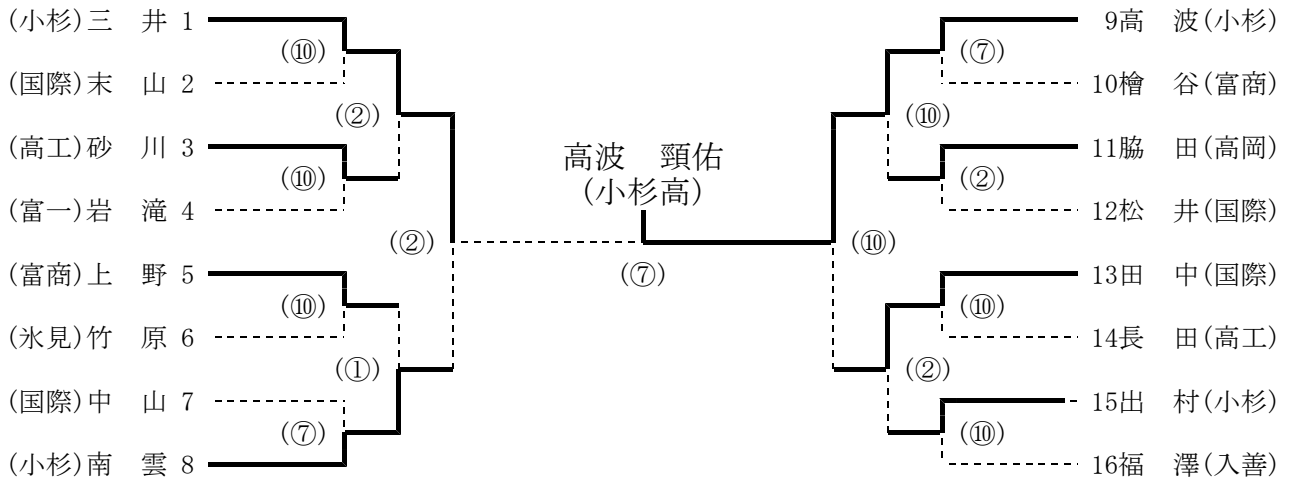 (小杉)三　井 1
(⑩)
(国際)末　山 2
(②)
(高工)砂　川 3
(⑩)
(富一)岩　滝 4
(②)
(富商)上　野 5
(⑩)
(氷見)竹　原 6
(①)
(国際)中　山 7
(⑦)
(小杉)南　雲 8
高波　頸佑
(小杉高)
(⑦)
9高　波(小杉)
(⑦)
10檜　谷(富商)
(⑩)
11脇　田(高岡)
(②)
12松　井(国際)
(⑩)
13田　中(国際)
(⑩)
14長　田(高工)
(②)
15出　村(小杉)
(⑩)
16福　澤(入善)